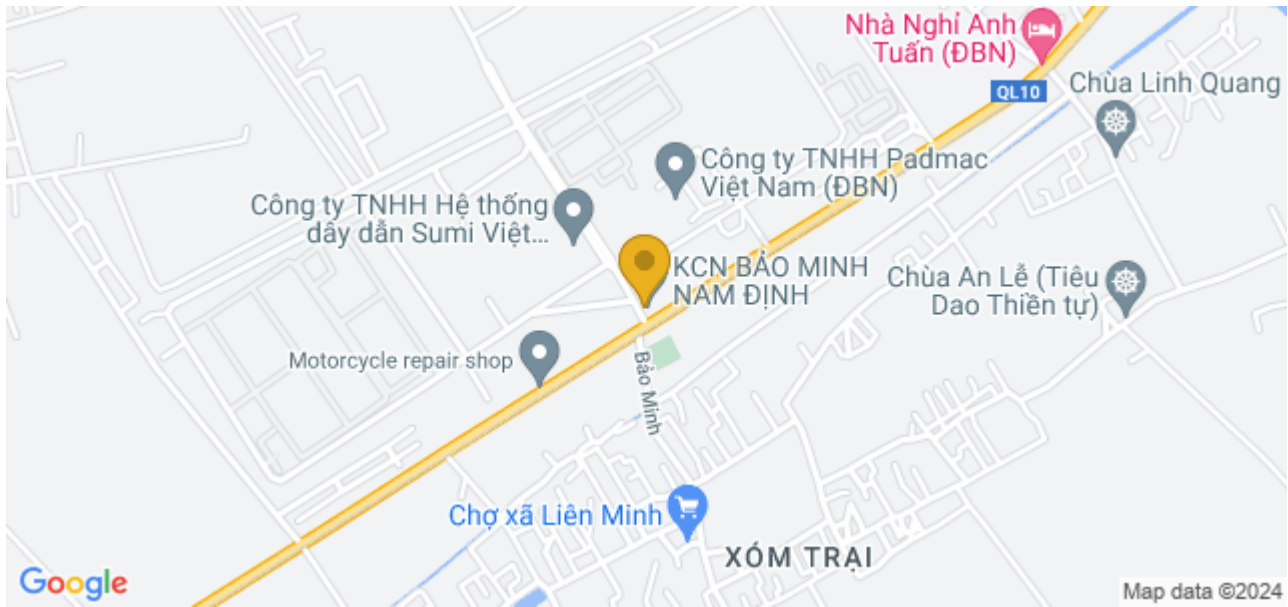 Nhà Nghỉ Anh
Tuấn (ĐBN)
QL10
Chùa Linh Quang
Công ty TNHH Padmac
Việt Nam (ĐBN)
Công ty TNHH Hệ thống
dây dẫn Sumi Việt...
KCN BẢO MINH
NAM ĐỊNH
Chùa An Lễ (Tiêu
Dao Thiền tự)
Motorcycle repair shop
Bảo Minh
Chợ xã Liên Minh
XÓM TRẠI
Google
Map data ©2024